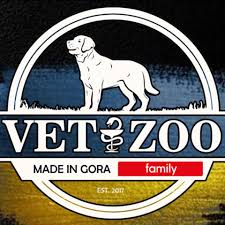 VET ZOO
MADE IN GORA family
EST. 2017